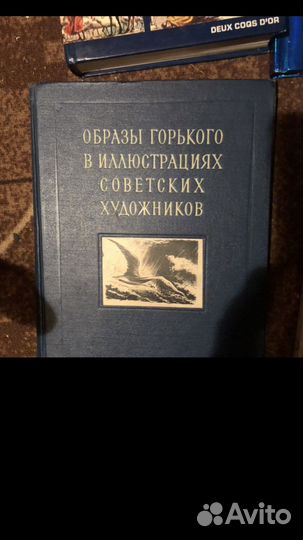 DEUX COQS D'OR
ОБРАЗЫ ГОРЬКОГО
В ИЛЛЮСТРАЦИЯХ
СОВЕТСКИХ
ХУДОЖНИКОВ
Avito